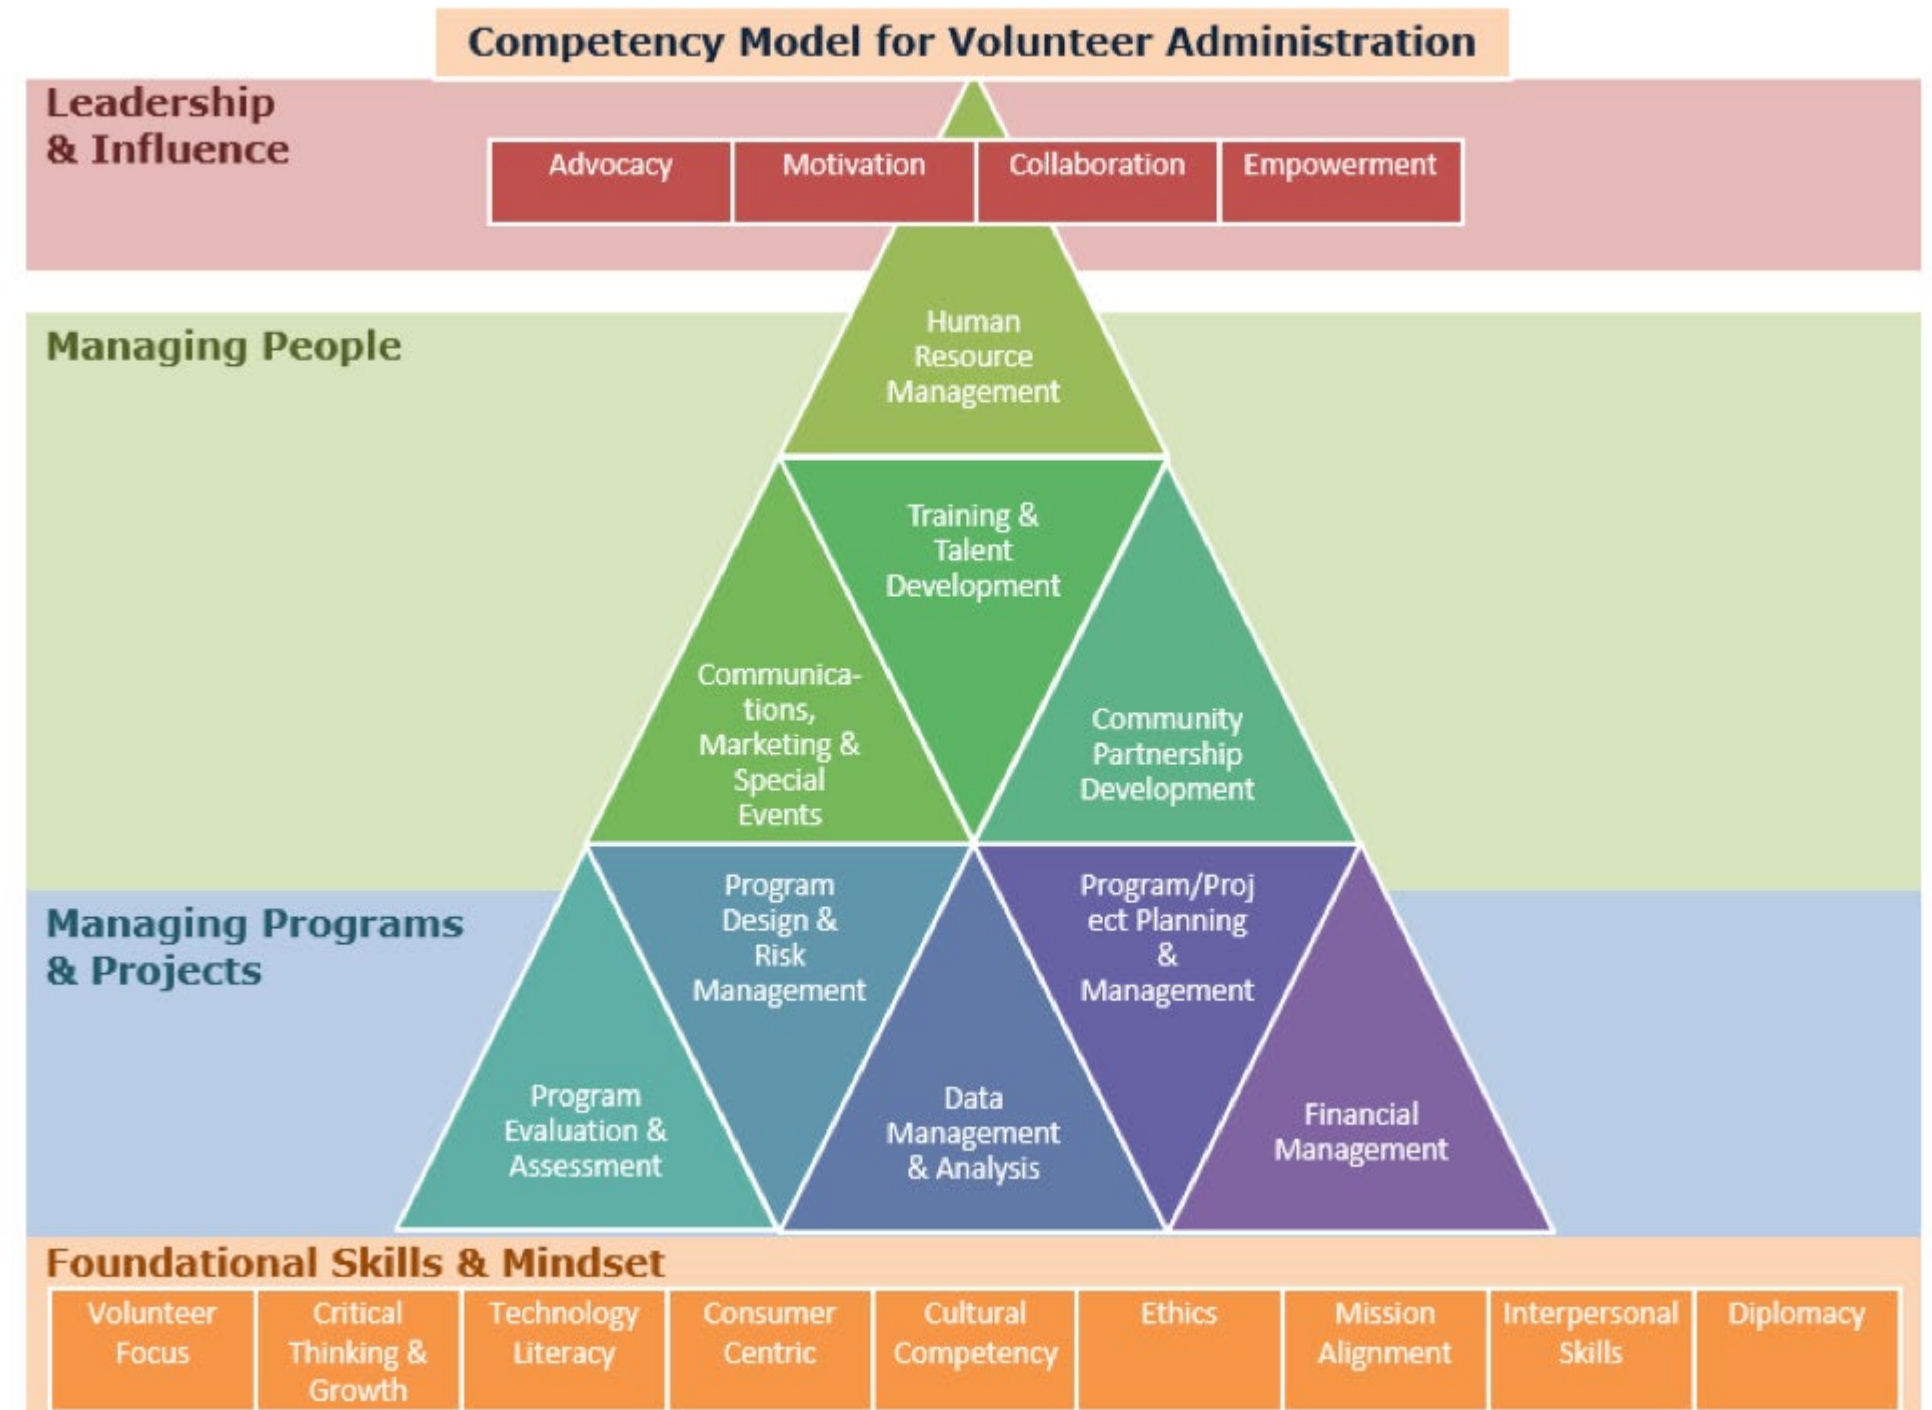 Competency Model for Volunteer Administration
Leadership
& Influence
Advocacy
Motivation
Collaboration
Empowerment
Managing People
Human
Resource
Management
Training &
Talent
Development
Communica-
tions,
Marketing &
Special
Events
Community
Partnership
Development
Managing Programs
& Projects
Program
Design &
Risk
Management
Program/Proj
ect Planning
&
Management
Program
Evaluation &
Assessment
Data
Management
& Analysis
Financial
Management
Foundational Skills & Mindset
Volunteer
Focus
Critical
Thinking &
Growth
Technology
Literacy
Consumer
Centric
Cultural
Competency
Ethics
Mission
Alignment
Interpersonal
Skills
Diplomacy